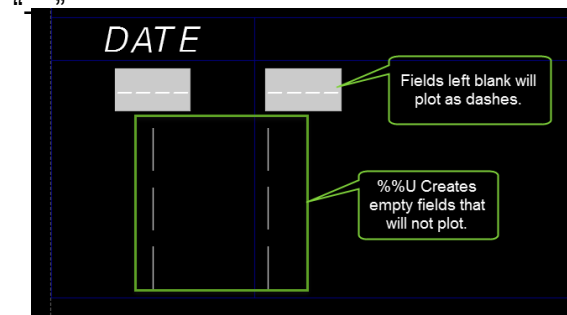 “_”
DATE
Fields left blank will
plot as dashes.
----
----
%%U Creates
empty fields that
will not plot.